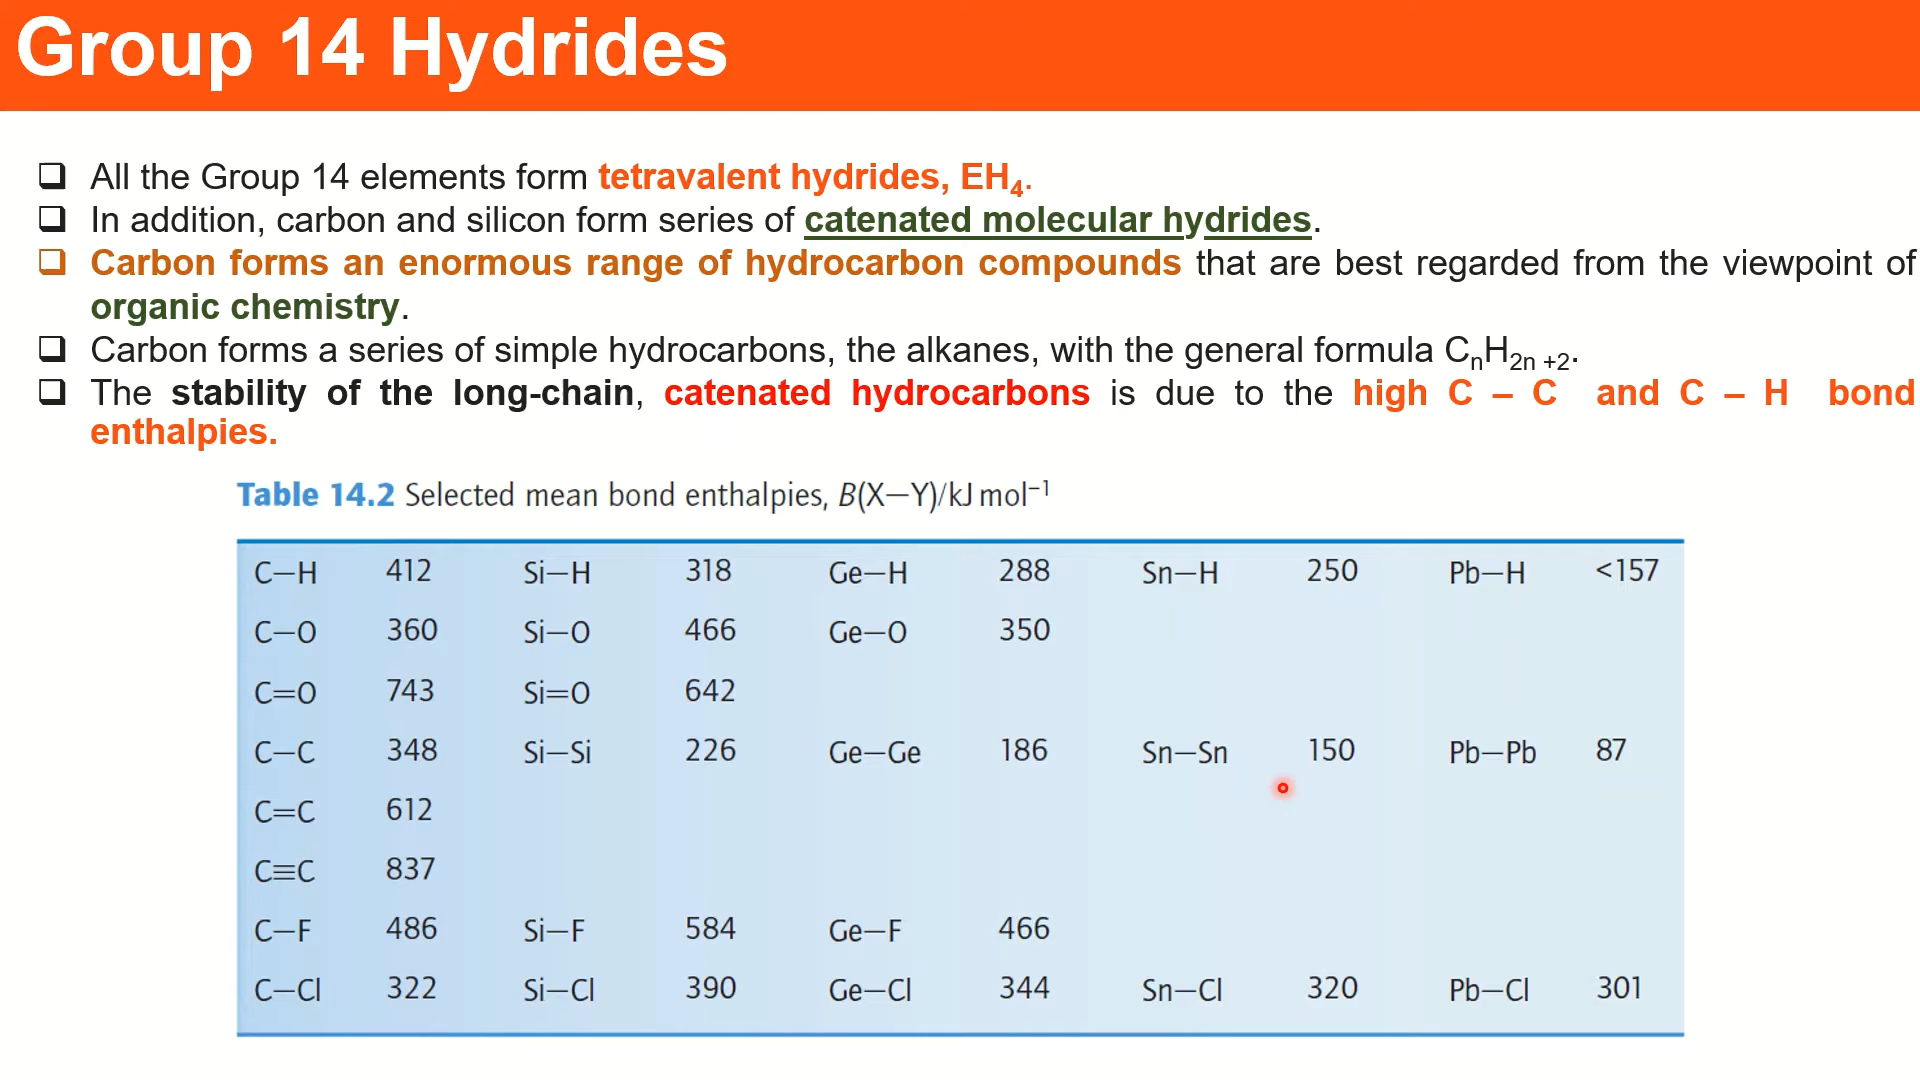 Group 14 Hydrides
❑ All the Group 14 elements form tetravalent hydrides, EH₄.
❑ In addition, carbon and silicon form series of catenated molecular hydrides.
❑ Carbon forms an enormous range of hydrocarbon compounds that are best regarded from the viewpoint of
organic chemistry.
❑ Carbon forms a series of simple hydrocarbons, the alkanes, with the general formula CₙH₂ₙ ₊₂.
❑ The stability of the long-chain, catenated hydrocarbons is due to the high C – C and C – H bond
enthalpies.
Table 14.2 Selected mean bond enthalpies, B(X—Y)/kJ mol⁻¹
C—H 412 Si—H 318 Ge—H 288 Sn—H 250 Pb—H <157
C—O 360 Si—O 466 Ge—O 350
C=O 743 Si=O 642
C—C 348 Si—Si 226 Ge—Ge 186 Sn—Sn 150 Pb—Pb 87
C=C 612
C≡C 837
C—F 486 Si—F 584 Ge—F 466
C—Cl 322 Si—Cl 390 Ge—Cl 344 Sn—Cl 320 Pb—Cl 301